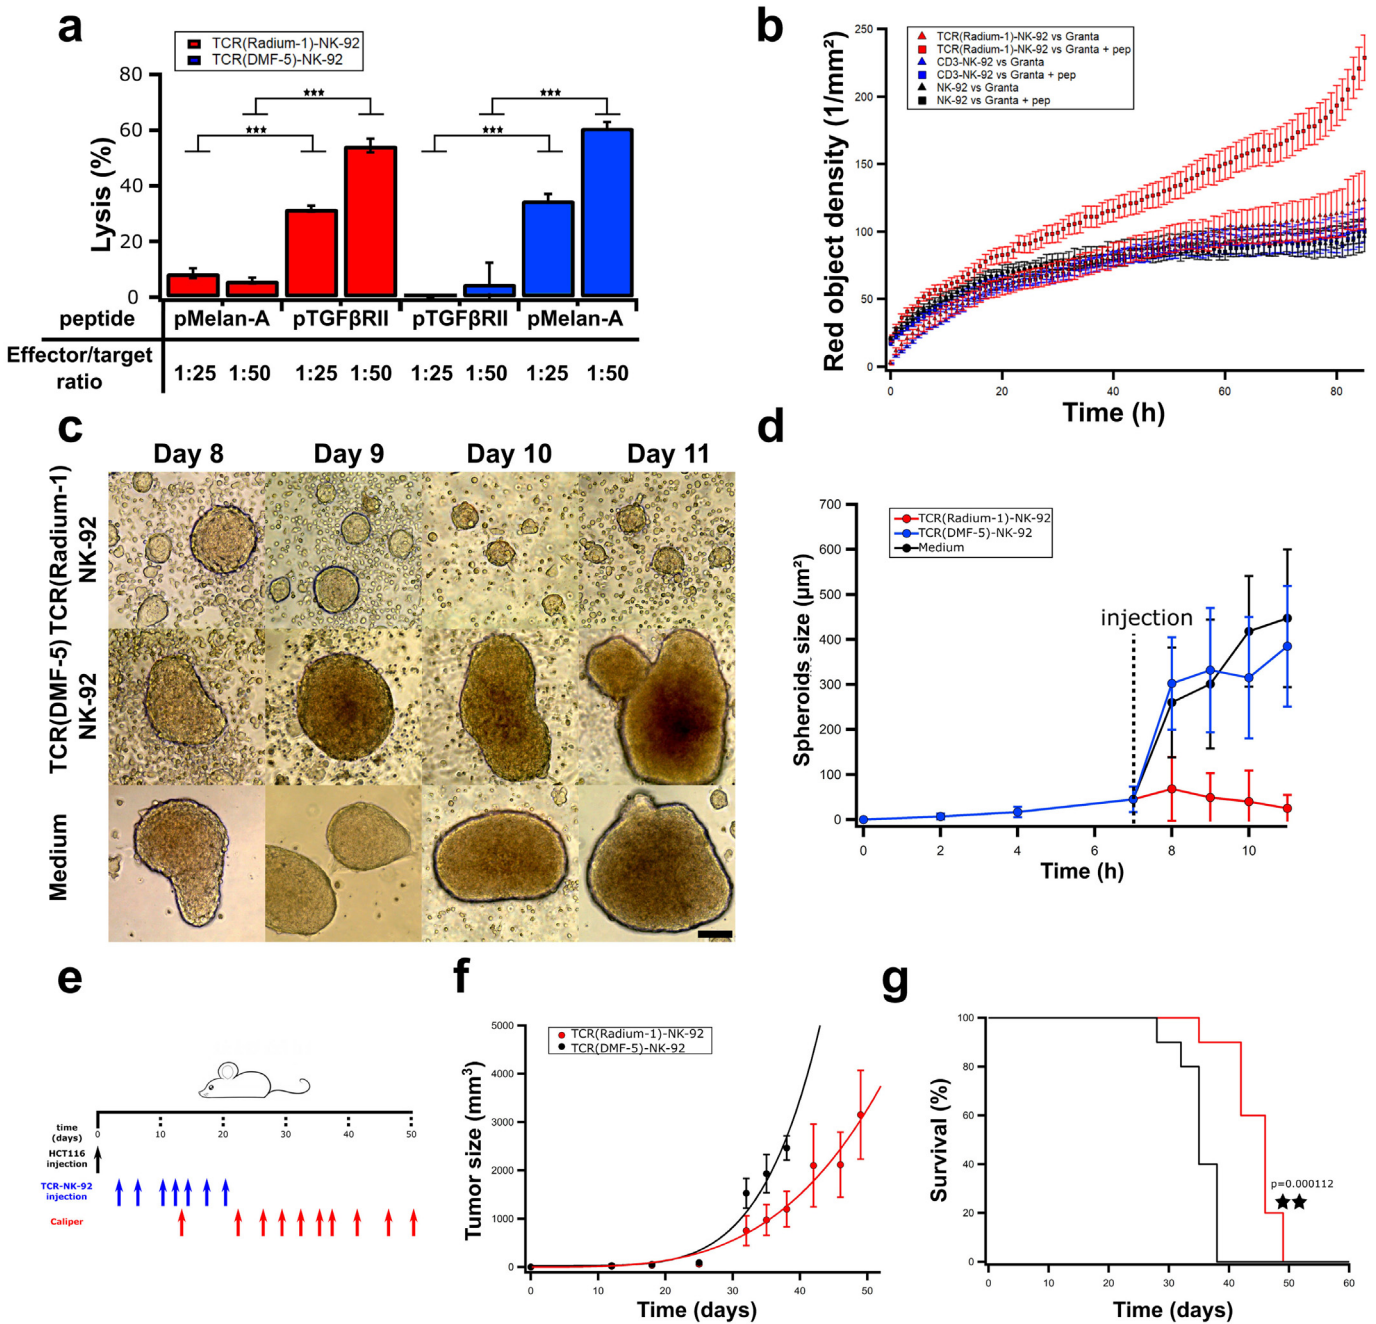 a
TCR(Radium-1)-NK-92
TCR(DMF-5)-NK-92
Lysis (%)
80
60
40
20
0
*** *** *** ***
peptide pMelan-A pTGFβRII pTGFβRII pMelan-A
Effector/target
ratio
1:25 1:50 1:25 1:50 1:25 1:50 1:25 1:50
b
TCR(Radium-1)-NK-92 vs Granta
TCR(Radium-1)-NK-92 vs Granta + pep
CD3-NK-92 vs Granta
CD3-NK-92 vs Granta + pep
NK-92 vs Granta
NK-92 vs Granta + pep
Red object density (1/mm²)
250
200
150
100
50
0
0 20 40 60 80
Time (h)
c
Day 8 Day 9 Day 10 Day 11
TCR(Radium-1)
NK-92
TCR(DMF-5)
NK-92
Medium
d
TCR(Radium-1)-NK-92
TCR(DMF-5)-NK-92
Medium
injection
Spheroids size (µm²)
700
600
500
400
300
200
100
0
0 2 4 6 8 10
Time (h)
e
time
(days)
0 10 20 30 40 50
HCT116
injection
TCR-NK-92
injection
Caliper
f
TCR(Radium-1)-NK-92
TCR(DMF-5)-NK-92
Tumor size (mm³)
5000
4000
3000
2000
1000
0
0 10 20 30 40 50
Time (days)
g
Survival (%)
100
80
60
40
20
0
p=0.000112
★★
0 10 20 30 40 50 60
Time (days)